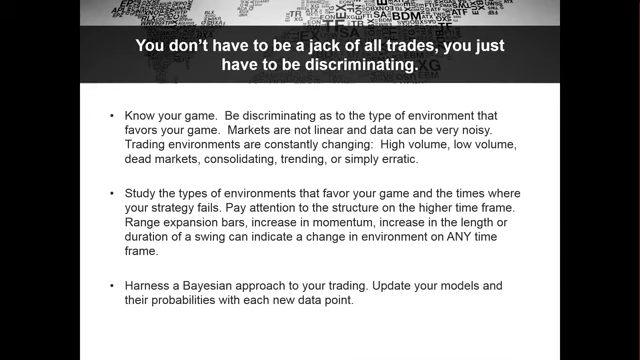 You don't have to be a jack of all trades, you just
have to be discriminating.
• Know your game.  Be discriminating as to the type of environment that
favors your game.  Markets are not linear and data can be very noisy.
Trading environments are constantly changing:  High volume, low volume,
dead markets, consolidating, trending, or simply erratic.
• Study the types of environments that favor your game and the times where
your strategy fails.  Pay attention to the structure on the higher time frame.
Range expansion bars, increase in momentum, increase in the length or
duration of a swing can indicate a change in environment on ANY time
frame.
• Harness a Bayesian approach to your trading. Update your models and
their probabilities with each new data point.